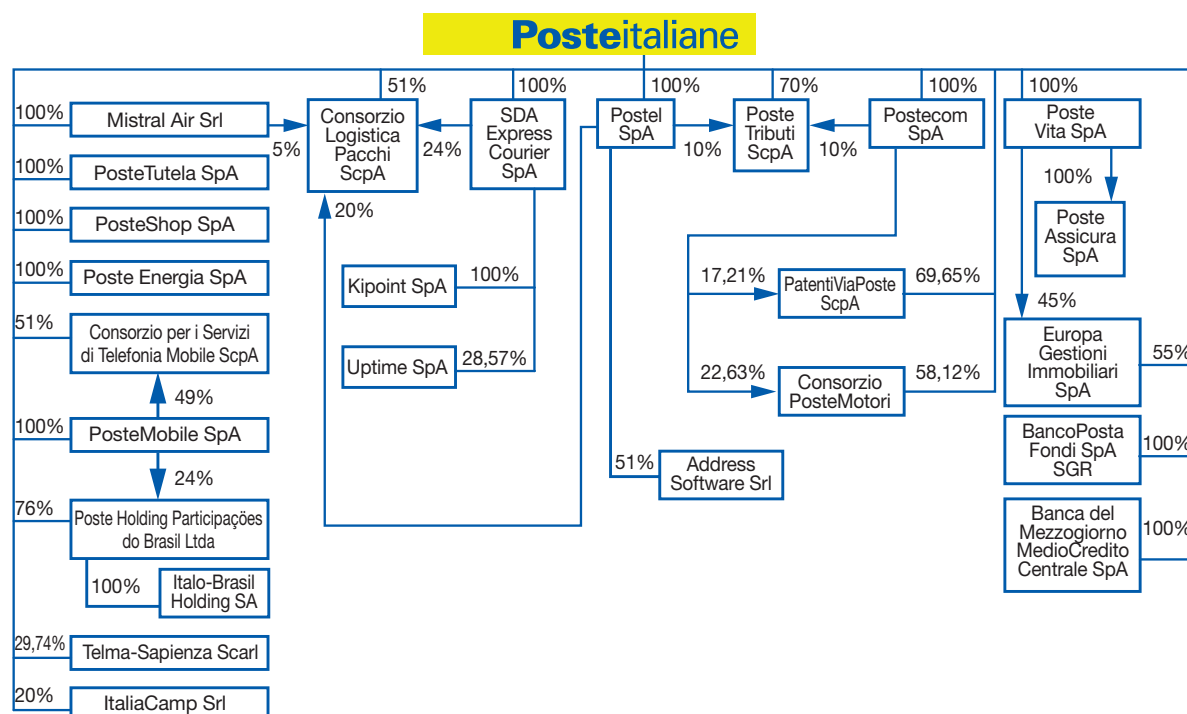 Posteitaliane
51%
100%
100%
70%
100%
100%
100%
Mistral Air Srl
5%
Consorzio
Logistica
Pacchi
ScpA
24%
SDA
Express
Courier
SpA
Postel
SpA
10%
Poste
Tributi
ScpA
10%
Postecom
SpA
Poste
Vita SpA
100%
PosteTutela SpA
20%
100%
Poste
Assicura
SpA
100%
PosteShop SpA
100%
Poste Energia SpA
Kipoint SpA
100%
17,21%
PatentiViaPoste
ScpA
69,65%
45%
51%
Consorzio per i Servizi
di Telefonia Mobile ScpA
Uptime SpA
28,57%
22,63%
Consorzio
PosteMotori
58,12%
Europa
Gestioni
Immobiliari
SpA
55%
49%
100%
PosteMobile SpA
24%
BancoPosta
Fondi SpA
SGR
100%
51%
Address
Software Srl
76%
Poste Holding Participações
do Brasil Ltda
Banca del
Mezzogiorno
MedioCredito
Centrale SpA
100%
100%
Italo-Brasil
Holding SA
29,74%
Telma-Sapienza Scarl
20%
ItaliaCamp Srl